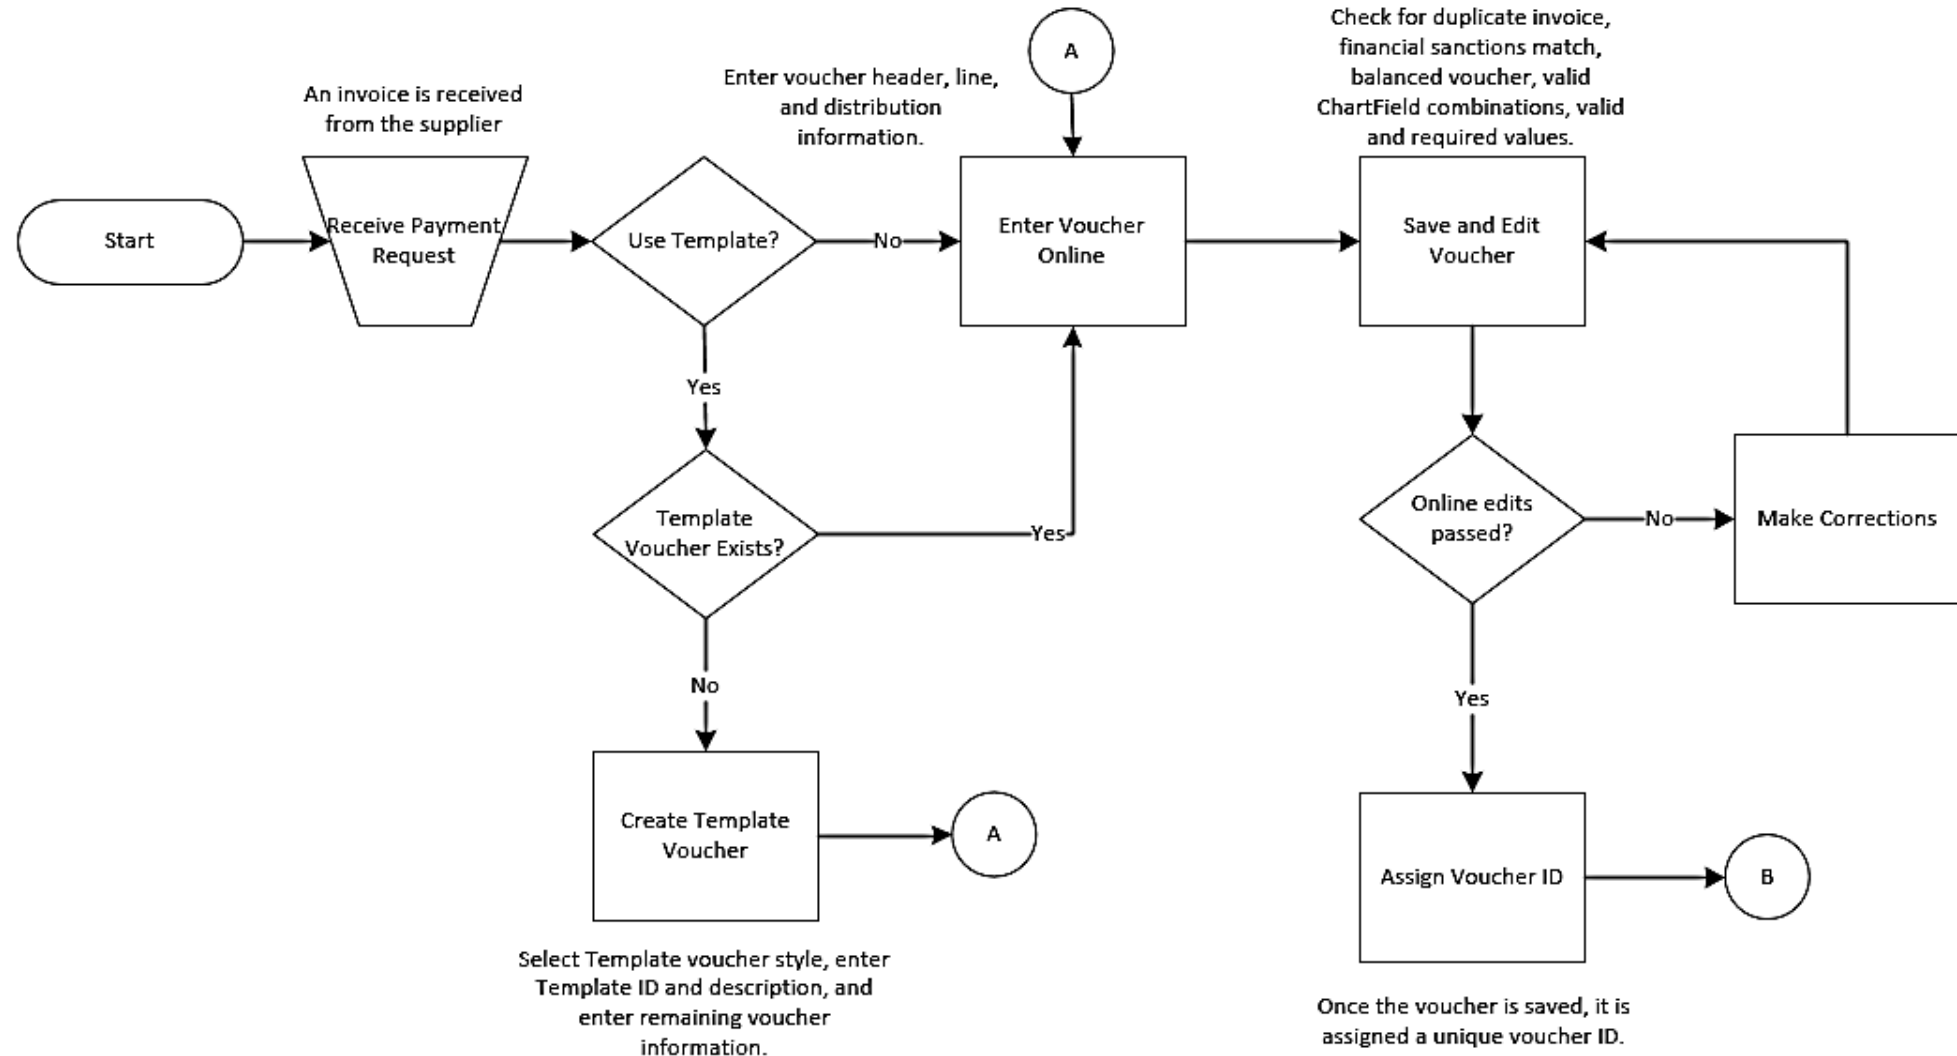 A
Check for duplicate invoice,
financial sanctions match,
balanced voucher, valid
ChartField combinations, valid
and required values.
Enter voucher header, line,
and distribution
information.
An invoice is received
from the supplier
Start
Receive Payment
Request
Use Template?
No
Enter Voucher
Online
Save and Edit
Voucher
Yes
Template
Voucher Exists?
Yes
Online edits
passed?
No
Make Corrections
No
Yes
Create Template
Voucher
A
Assign Voucher ID
B
Select Template voucher style, enter
Template ID and description, and
enter remaining voucher
information.
Once the voucher is saved, it is
assigned a unique voucher ID.